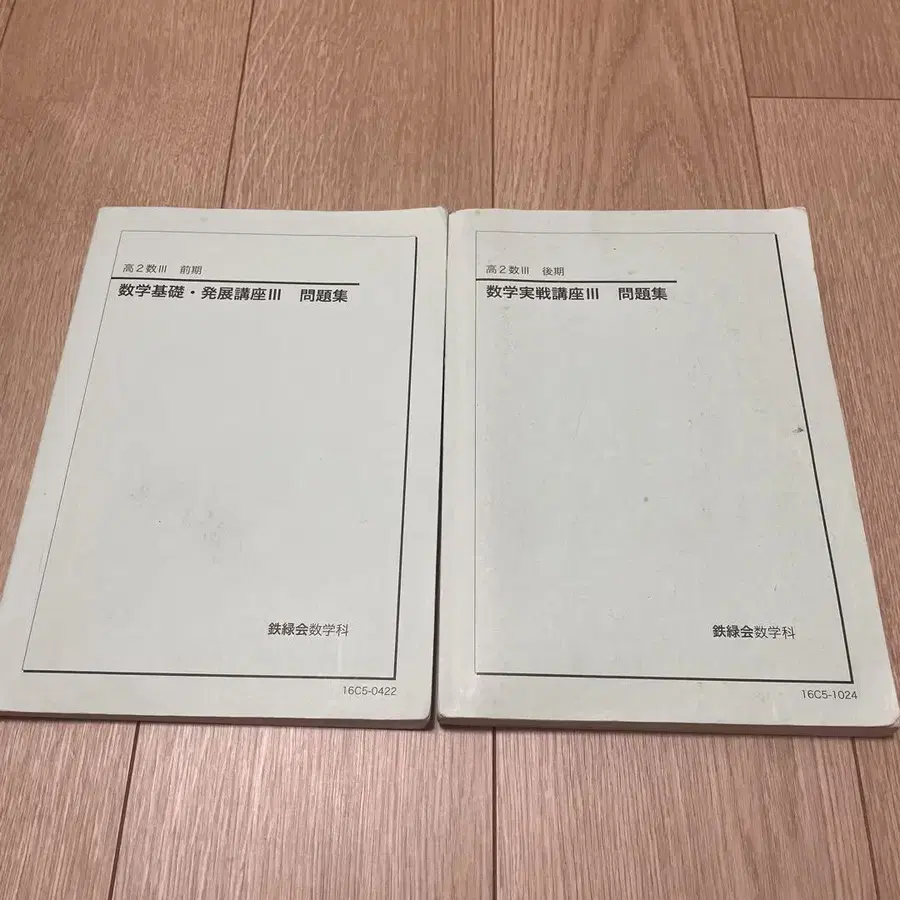 高2数III 前期
数学基礎・発展講座III 問題集
鉄緑会数学科
16C5-0422
高2数III 後期
数学実戦講座III 問題集
鉄緑会数学科
16C5-1024